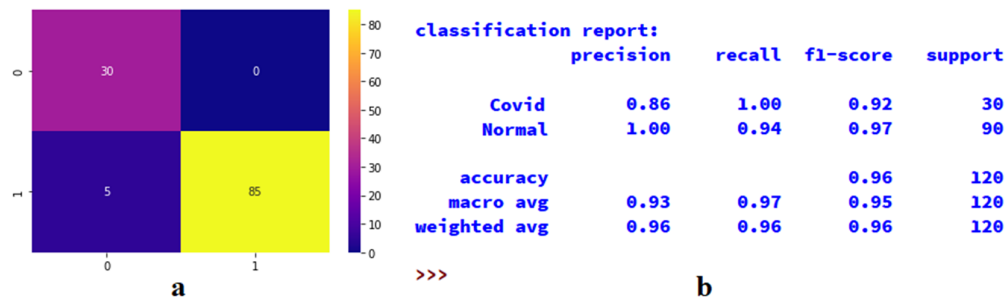 0
30
0
1
5
85
0
1
80
70
60
50
40
30
20
10
0
a
classification report:
precision recall f1-score support
Covid 0.86 1.00 0.92 30
Normal 1.00 0.94 0.97 90
accuracy 0.96 120
macro avg 0.93 0.97 0.95 120
weighted avg 0.96 0.96 0.96 120
>>>
b